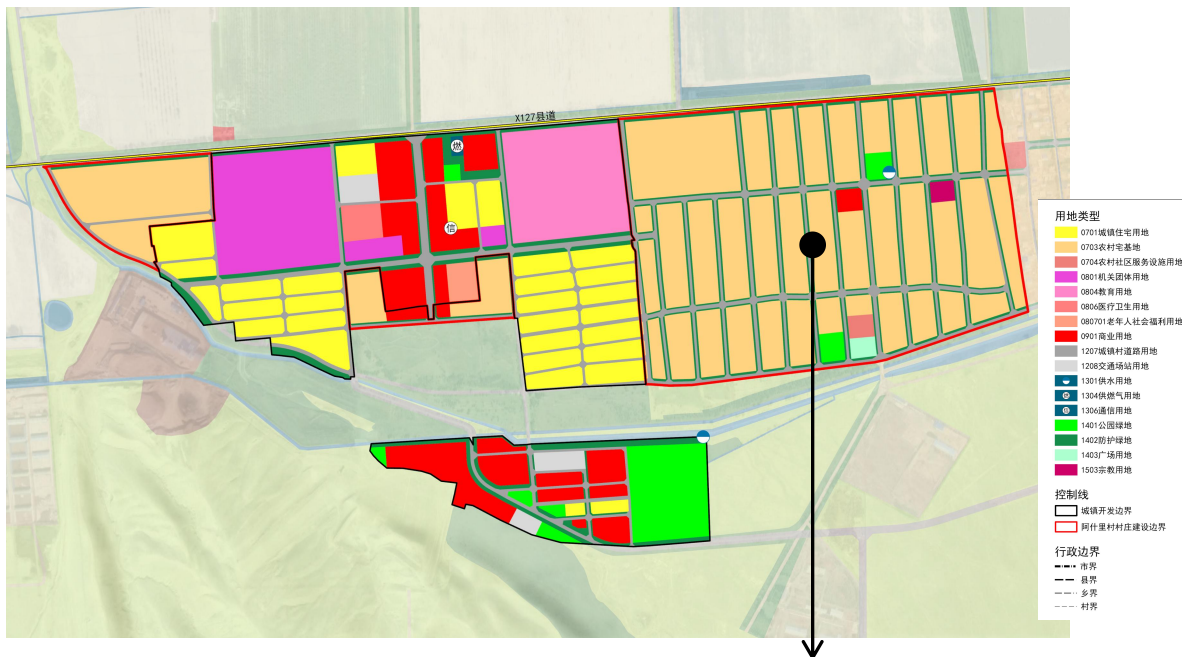 X127县道
燃
信
用地类型
0701城镇住宅用地
0703农村宅基地
0704农村社区服务设施用地
0801机关团体用地
0804教育用地
0806医疗卫生用地
080701老年人社会福利用地
0901商业用地
1207城镇村道路用地
1208交通场站用地
1301供水用地
燃 1304供燃气用地
信 1306通信用地
1401公园绿地
1402防护绿地
1403广场用地
1503宗教用地
控制线
城镇开发边界
阿什里村村庄建设边界
行政边界
市界
县界
乡界
村界